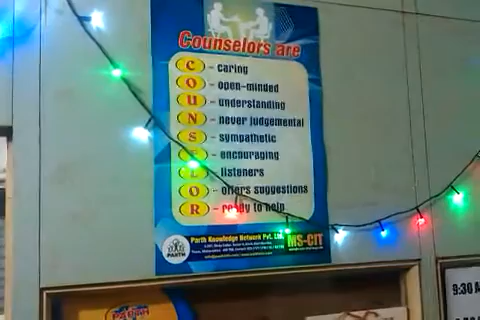 Counselors are
C - caring
O - open-minded
U - understanding
N - never judgemental
S - sympathetic
E - encouraging
L - listeners
O - offers suggestions
R - ready to help
Parth Knowledge Network Pvt. Ltd.
MS-CIT
PARTH
9:30 A